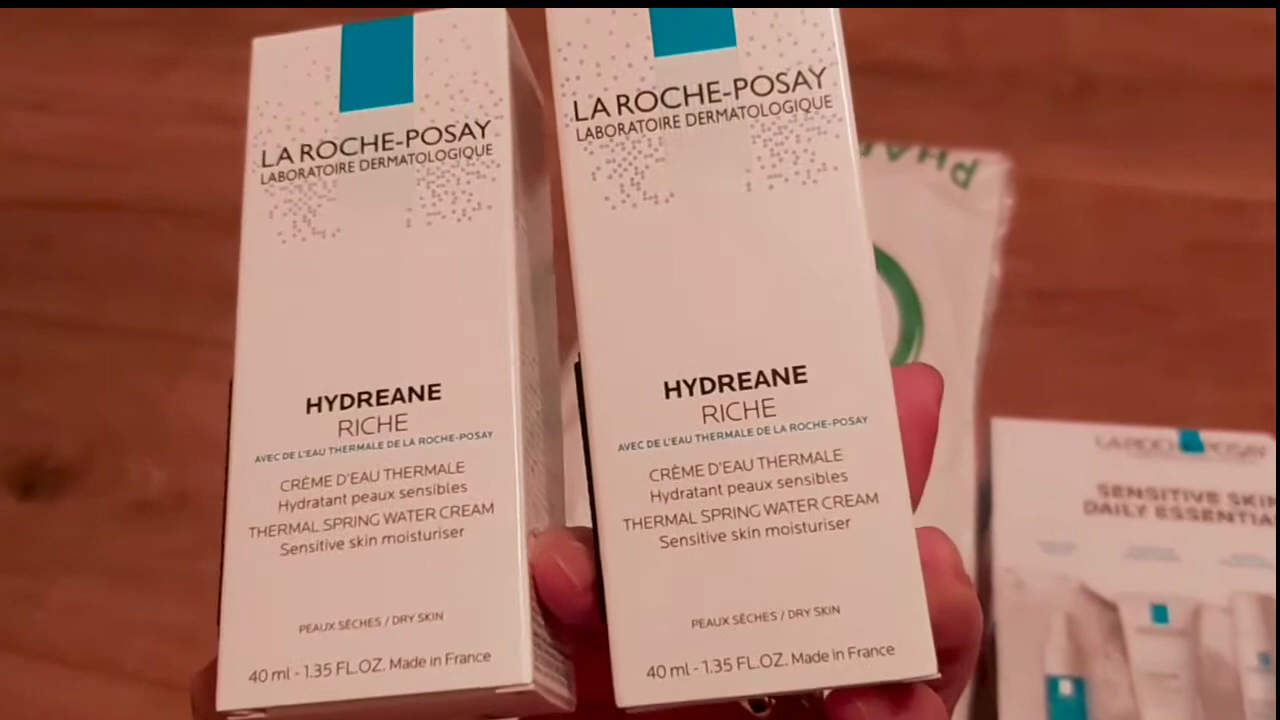 LA ROCHE-POSAY
LABORATOIRE DERMATOLOGIQUE
HYDREANE
RICHE
AVEC DE L'EAU THERMALE DE LA ROCHE-POSAY
CRÈME D'EAU THERMALE
Hydratant peaux sensibles
THERMAL SPRING WATER CREAM
Sensitive skin moisturiser
PEAUX SÈCHES / DRY SKIN
40 ml - 1.35 FL.OZ. Made in France
LA ROCHE-POSAY
LABORATOIRE DERMATOLOGIQUE
HYDREANE
RICHE
AVEC DE L'EAU THERMALE DE LA ROCHE-POSAY
CRÈME D'EAU THERMALE
Hydratant peaux sensibles
THERMAL SPRING WATER CREAM
Sensitive skin moisturiser
PEAUX SÈCHES / DRY SKIN
40 ml - 1.35 FL.OZ. Made in France
PHA
LA ROCHE-POSAY
SENSITIVE SKIN
DAILY ESSENTIA